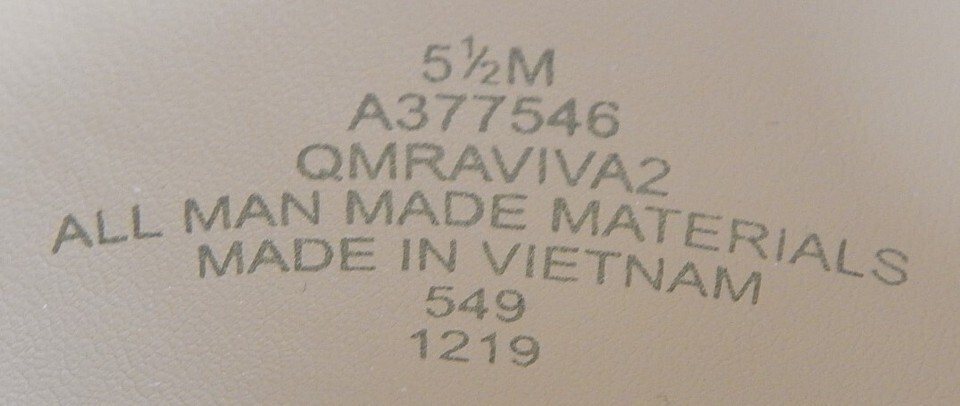 5½M
A377546
QMRAVIVA2
ALL MAN MADE MATERIALS
MADE IN VIETNAM
549
1219